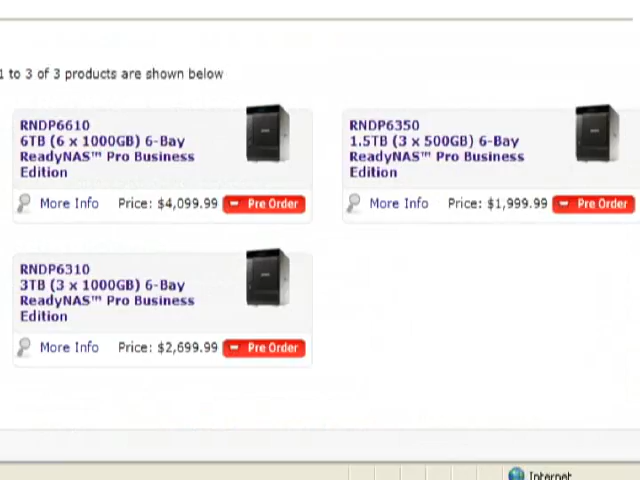 1 to 3 of 3 products are shown below
RNDP6610
6TB (6 x 1000GB) 6-Bay
ReadyNAS™ Pro Business
Edition
More Info Price: $4,099.99 Pre Order
RNDP6350
1.5TB (3 x 500GB) 6-Bay
ReadyNAS™ Pro Business
Edition
More Info Price: $1,999.99 Pre Order
RNDP6310
3TB (3 x 1000GB) 6-Bay
ReadyNAS™ Pro Business
Edition
More Info Price: $2,699.99 Pre Order
Internet